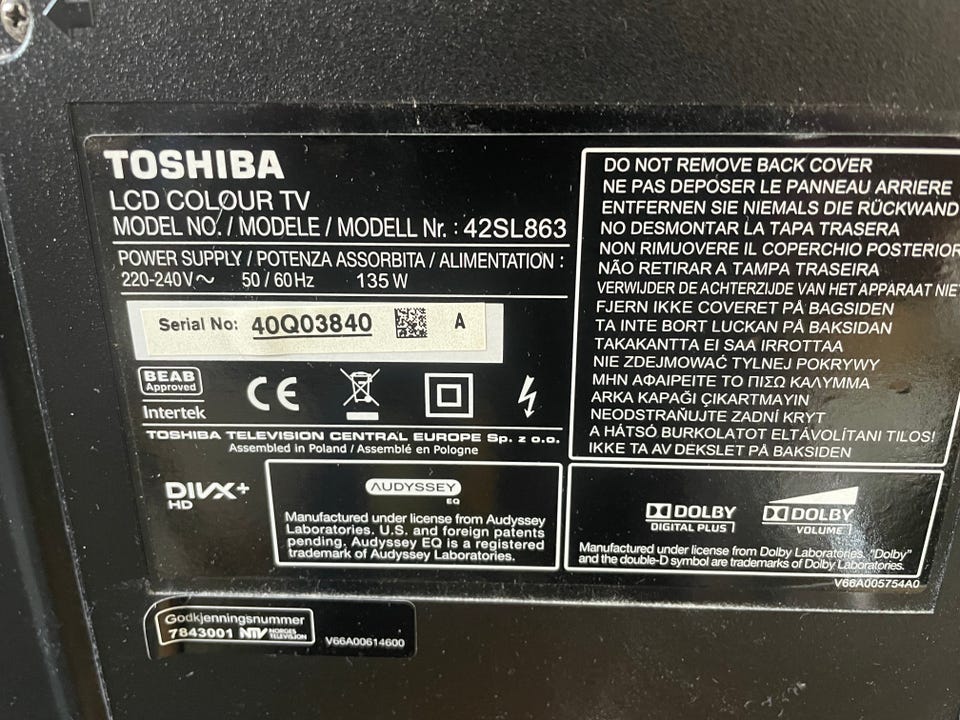 TOSHIBA
LCD COLOUR TV
MODEL NO. / MODELE / MODELL Nr. : 42SL863
POWER SUPPLY / POTENZA ASSORBITA / ALIMENTATION :
220-240V~ 50 / 60Hz 135 W
Serial No: 40Q03840 A
BEAB
Approved
Intertek
CE
TOSHIBA TELEVISION CENTRAL EUROPE Sp. z o.o.
Assembled in Poland / Assemblé en Pologne
DIVX+
HD
AUDYSSEY
EQ
Manufactured under license from Audyssey
Laboratories. U.S. and foreign patents
pending. Audyssey EQ is a registered
trademark of Audyssey Laboratories.
DO NOT REMOVE BACK COVER
NE PAS DEPOSER LE PANNEAU ARRIERE
ENTFERNEN SIE NIEMALS DIE RÜCKWAND
NO DESMONTAR LA TAPA TRASERA
NON RIMUOVERE IL COPERCHIO POSTERIOR
NÃO RETIRAR A TAMPA TRASEIRA
VERWIJDER DE ACHTERZIJDE VAN HET APPARAAT NIET
FJERN IKKE COVERET PÅ BAGSIDEN
TA INTE BORT LUCKAN PÅ BAKSIDAN
TAKAKANTTA EI SAA IRROTTAA
NIE ZDEJMOWAĆ TYLNEJ POKRYWY
ΜΗΝ ΑΦΑΙΡΕΙΤΕ ΤΟ ΠΙΣΩ ΚΑΛΥΜΜΑ
ARKA KAPAĞI ÇIKARTMAYIN
NEODSTRAŇUJTE ZADNÍ KRYT
A HÁTSÓ BURKOLATOT ELTÁVOLÍTANI TILOS!
IKKE TA AV DEKSLET PÅ BAKSIDEN
DOLBY
DIGITAL PLUS
DOLBY
VOLUME
Manufactured under license from Dolby Laboratories. "Dolby"
and the double-D symbol are trademarks of Dolby Laboratories.
V66A005754A0
Godkjenningsnummer
7843001 NTV NORGES TELEVISJON
V66A00614600